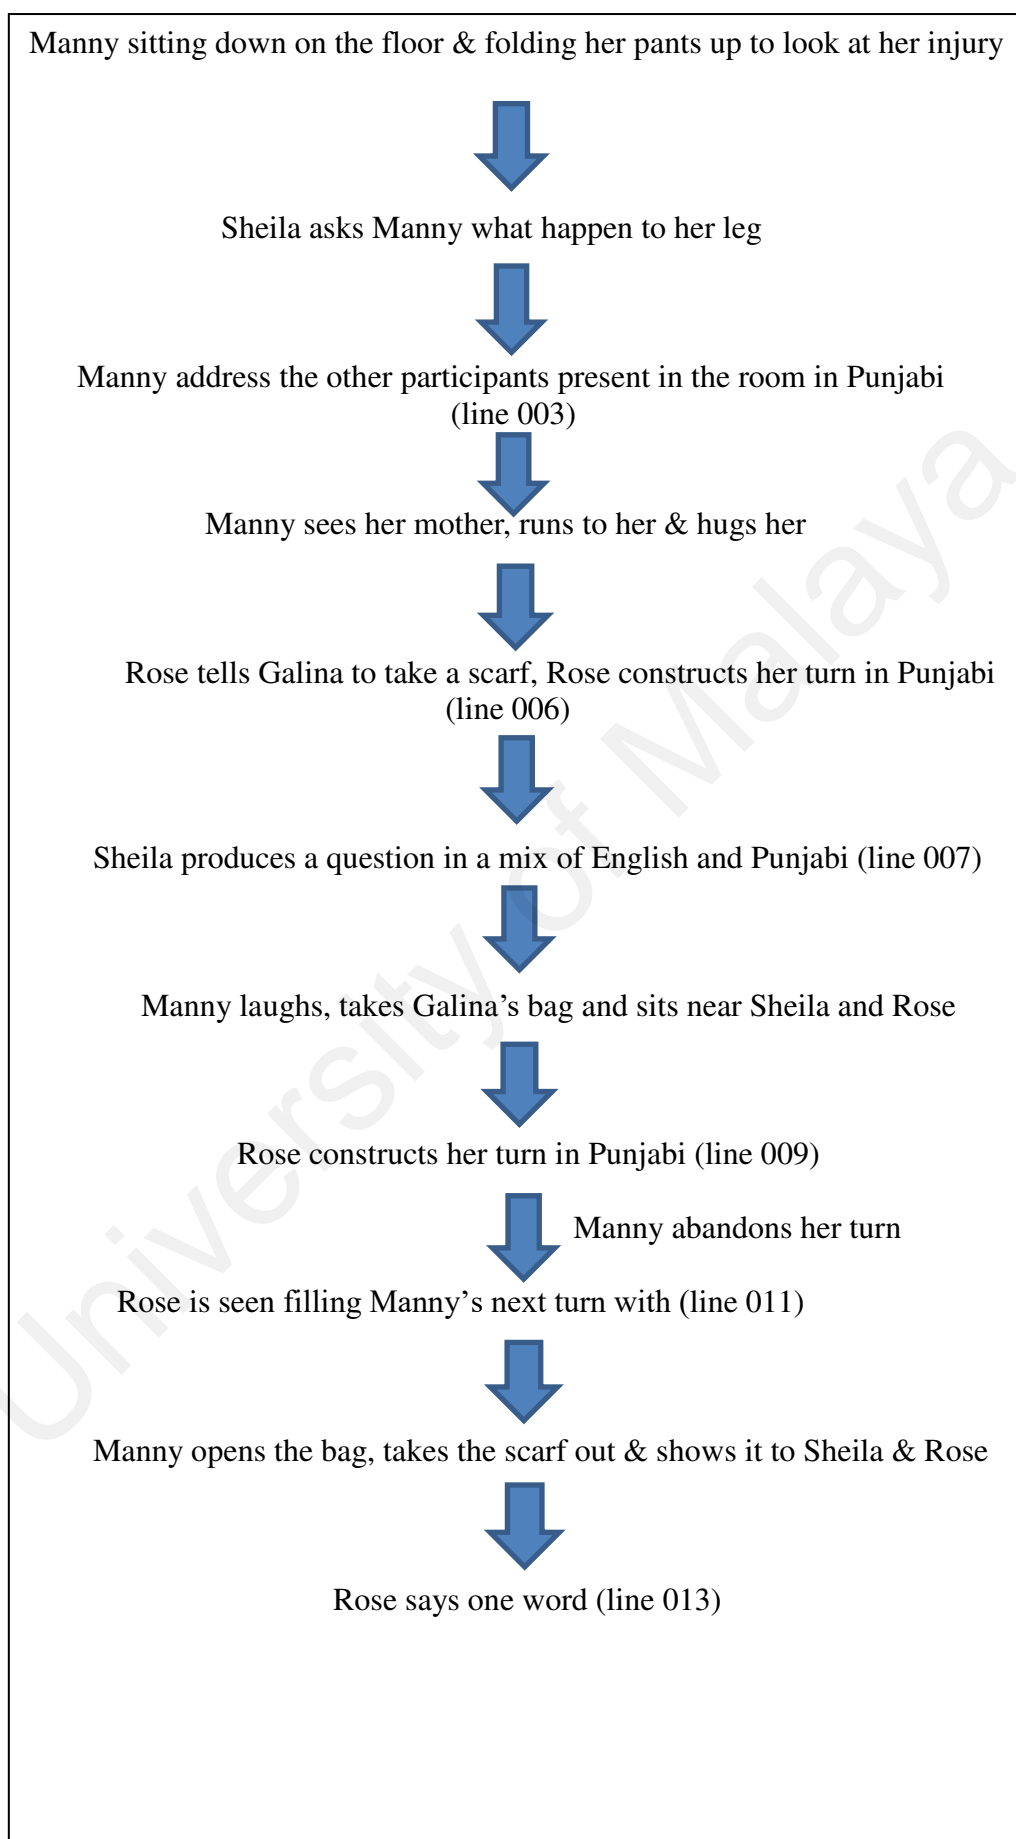 Manny sitting down on the floor & folding her pants up to look at her injury
Sheila asks Manny what happen to her leg
Manny address the other participants present in the room in Punjabi
(line 003)
Manny sees her mother, runs to her & hugs her
Rose tells Galina to take a scarf, Rose constructs her turn in Punjabi
(line 006)
Sheila produces a question in a mix of English and Punjabi (line 007)
Manny laughs, takes Galina’s bag and sits near Sheila and Rose
Rose constructs her turn in Punjabi (line 009)
Manny abandons her turn
Rose is seen filling Manny’s next turn with (line 011)
Manny opens the bag, takes the scarf out & shows it to Sheila & Rose
Rose says one word (line 013)
University of Malaya